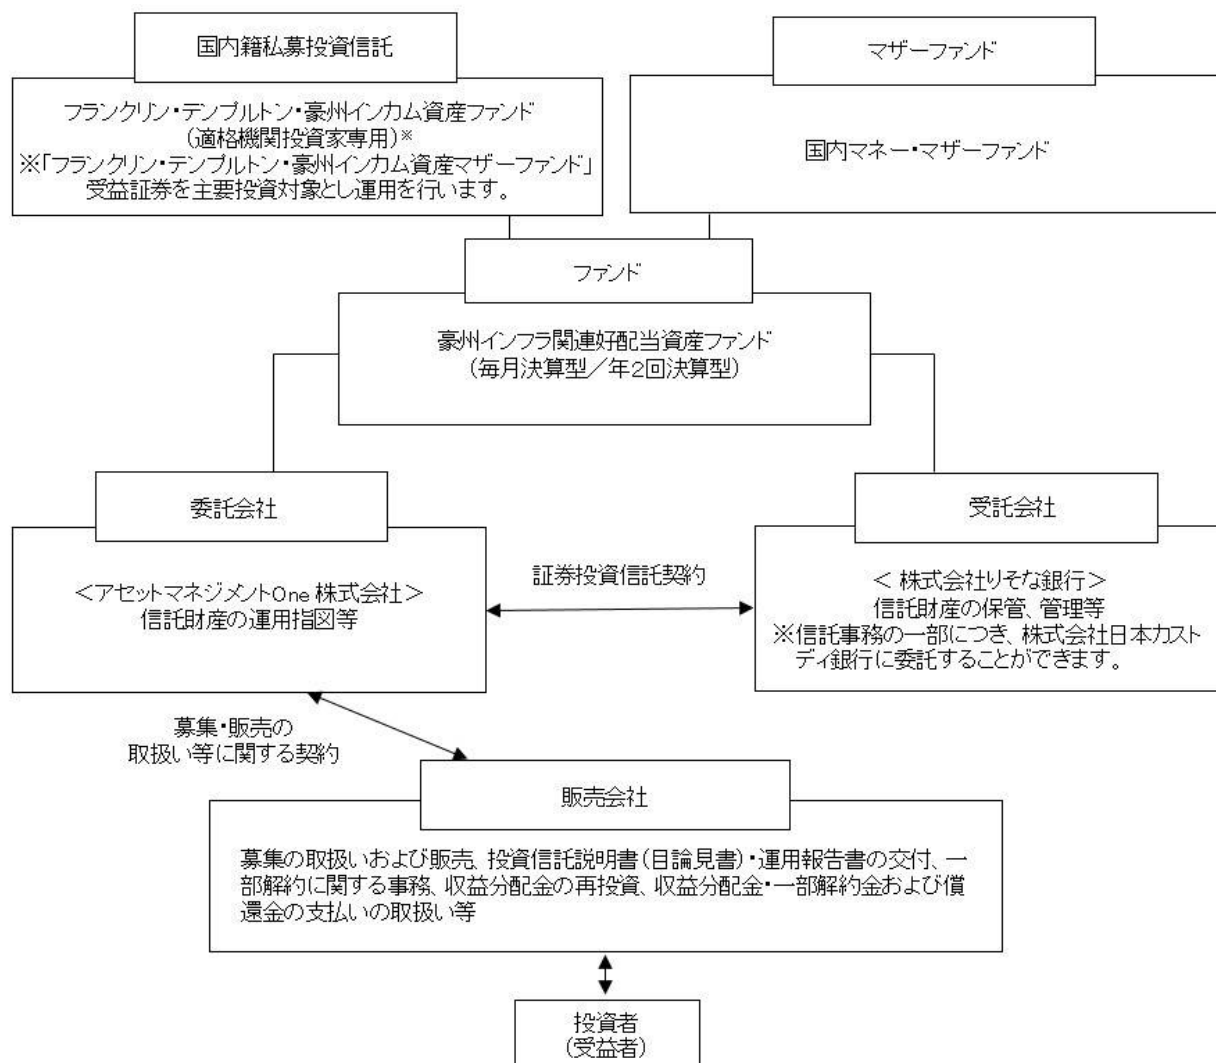 国内籍私募投資信託
フランクリン・テンプルトン・豪州インカム資産ファンド
(適格機関投資家専用)※
※「フランクリン・テンプルトン・豪州インカム資産マザーファンド」
受益証券を主要投資対象とし運用を行います。
マザーファンド
国内マネー・マザーファンド
ファンド
豪州インフラ関連好配当資産ファンド
(毎月決算型／年2回決算型)
委託会社
＜アセットマネジメントOne 株式会社＞
信託財産の運用指図等
証券投資信託契約
受託会社
＜ 株式会社りそな銀行＞
信託財産の保管、管理等
※信託事務の一部につき、株式会社日本カスト
ディ銀行に委託することができます。
募集・販売の
取扱い等に関する契約
販売会社
募集の取扱いおよび販売、投資信託説明書(目論見書)・運用報告書の交付、一
部解約に関する事務、収益分配金の再投資、収益分配金・一部解約金および償
還金の支払いの取扱い等
投資者
(受益者)